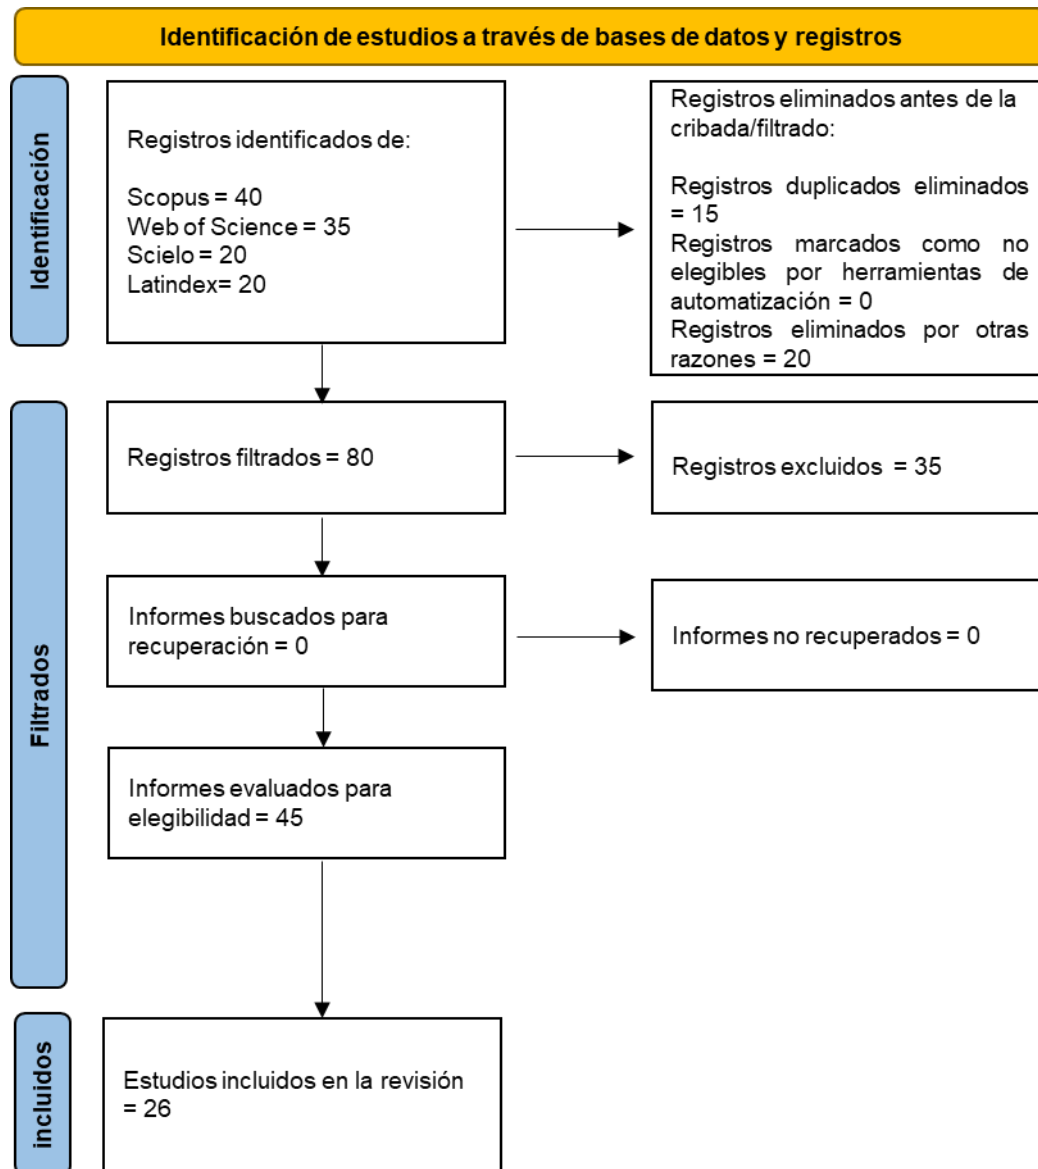 Identificación de estudios a través de bases de datos y registros
Identificación
Registros identificados de:
Scopus = 40
Web of Science = 35
Scielo = 20
Latindex= 20
Registros eliminados antes de la
cribada/filtrado:
Registros duplicados eliminados
= 15
Registros marcados como no
elegibles por herramientas de
automatización = 0
Registros eliminados por otras
razones = 20
Filtrados
Registros filtrados = 80
Registros excluidos = 35
Informes buscados para
recuperación = 0
Informes no recuperados = 0
Informes evaluados para
elegibilidad = 45
incluidos
Estudios incluidos en la revisión
= 26